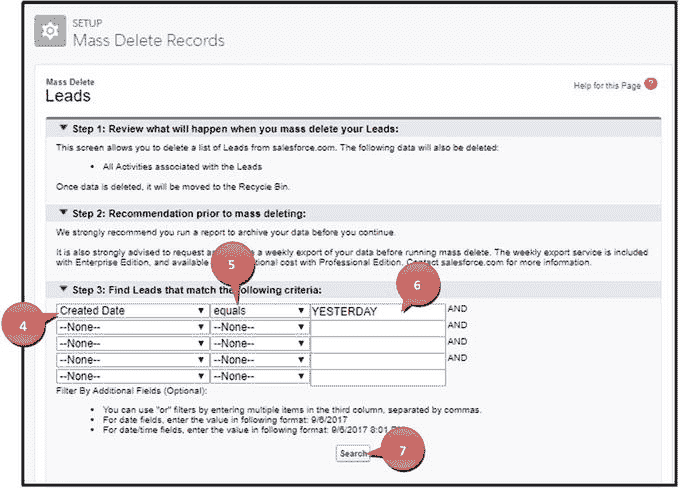 SETUP
Mass Delete Records
Mass Delete
Leads
Help for this Page ?
Step 1: Review what will happen when you mass delete your Leads:
This screen allows you to delete a list of Leads from salesforce.com. The following data will also be deleted:
• All Activities associated with the Leads
Once data is deleted, it will be moved to the Recycle Bin.
Step 2: Recommendation prior to mass deleting:
We strongly recommend you run a report to archive your data before you continue.
It is also strongly advised to request a weekly export of your data before running mass delete. The weekly export service is included
with Enterprise Edition, and available cost with Professional Edition. Contact salesforce.com for more information.
5
6
Step 3: Find Leads that match the following criteria:
4
Created Date equals YESTERDAY AND
--None-- --None-- AND
--None-- --None-- AND
--None-- --None-- AND
--None-- --None--
Filter By Additional Fields (Optional):
• You can use "or" filters by entering multiple items in the third column, separated by commas.
• For date fields, enter the value in following format: 9/6/2017
• For date/time fields, enter the value in following format: 9/6/2017 8:01
Search
7